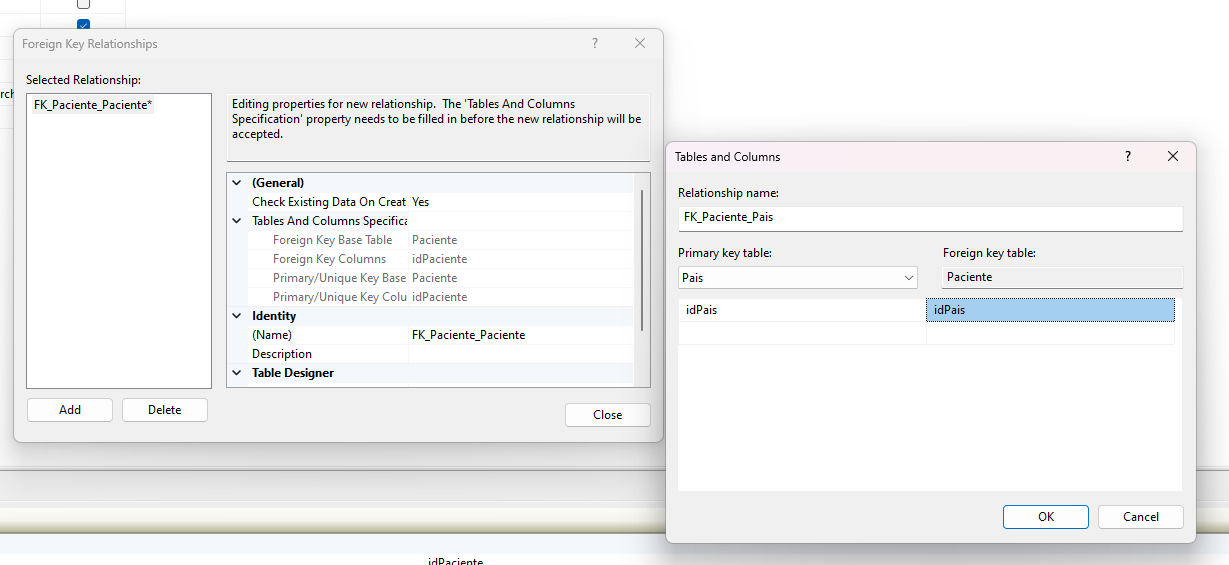 Foreign Key Relationships
?
Selected Relationship:
FK_Paciente_Paciente*
Editing properties for new relationship. The 'Tables And Columns
Specification' property needs to be filled in before the new relationship will be
accepted.
(General)
Check Existing Data On Creat Yes
Tables And Columns Specifica
Foreign Key Base Table Paciente
Foreign Key Columns idPaciente
Primary/Unique Key Base Paciente
Primary/Unique Key Colu idPaciente
Identity
(Name) FK_Paciente_Paciente
Description
Table Designer
Add
Delete
Close
Tables and Columns
?
Relationship name:
FK_Paciente_Pais
Primary key table:
Foreign key table:
Pais
Paciente
idPais
idPais
OK
Cancel
idPaciente